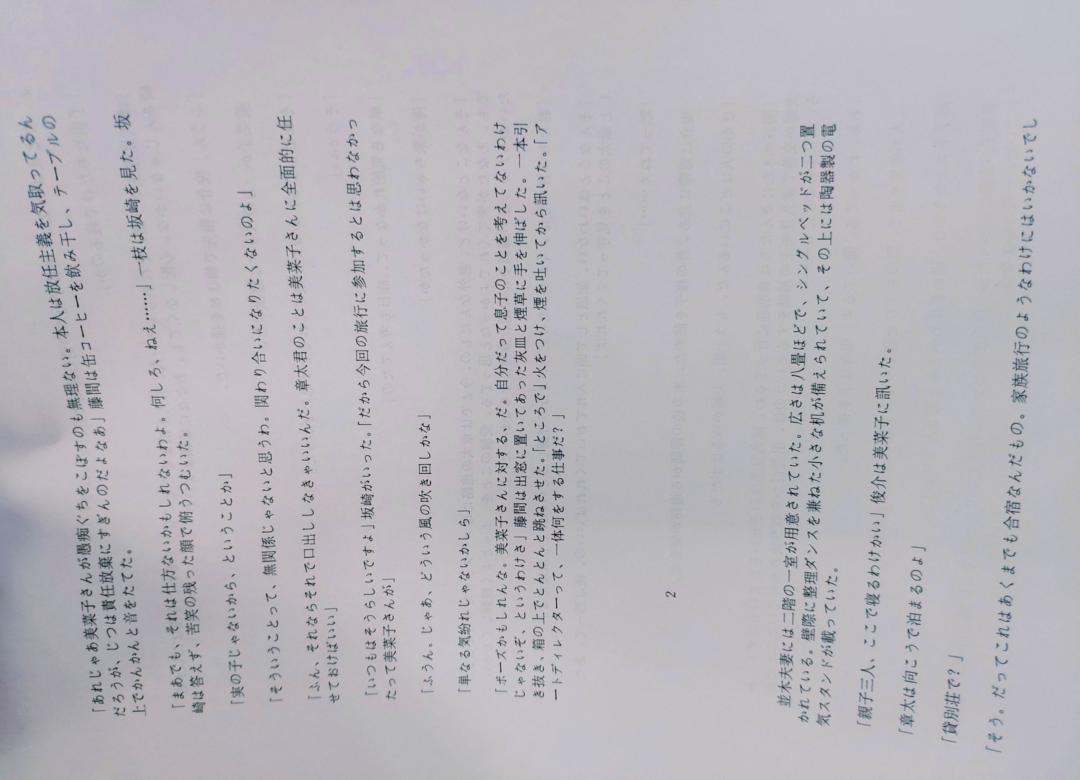 「あれじゃあ美菜子さんが愚痴ぐちをこぼすのも無理ない。本人は放任主義を気取ってるん
だろうが、じつは責任放棄にすぎんのだよなあ」藤間は缶コーヒーを飲み干し、テーブルの
上でかんかんと音をたてた。
「まあでも、それは仕方ないかもしれないわよ。何しろ、ねえ……」一枝は坂崎を見た。坂
崎は答えず、苦笑の残った顔で俯うつむいた。
「実の子じゃないから、ということか」
「そういうことって、無関係じゃないと思うわ。関わり合いになりたくないのよ」
「ふん、それならそれで口出ししなきゃいいんだ。章太君のことは美菜子さんに全面的に任
せておけばいい」
「いつもはそうらしいですよ」坂崎がいった。「だから今回の旅行に参加するとは思わなかっ
たって美菜子さんが」
「ふうん。じゃあ、どういう風の吹き回しかな」
「単なる気紛れじゃないかしら」
「ポーズかもしれんな。美菜子さんに対する、だ。自分だって息子のことを考えてないわけ
じゃないぞ、というわけさ」藤間は出窓に置いてあった灰皿と煙草に手を伸ばした。一本引
き抜き、箱の上でとんとんと跳ねさせた。「ところで」火をつけ、煙を吐いてから訊いた。「ア
ートディレクターって、一体何をする仕事だ？」
2
並木夫妻には二階の一室が用意されていた。広さは八畳ほどで、シングルベッドが二つ置
かれている。壁際に整理ダンスを兼ねた小さな机が備えられていて、その上には陶器製の電
気スタンドが載っていた。
「親子三人、ここで寝るわけかい」俊介は美菜子に訊いた。
「章太は向こうで泊まるのよ」
「貸別荘で？」
「そう。だってこれはあくまでも合宿なんだもの。家族旅行のようなわけにはいかないでし